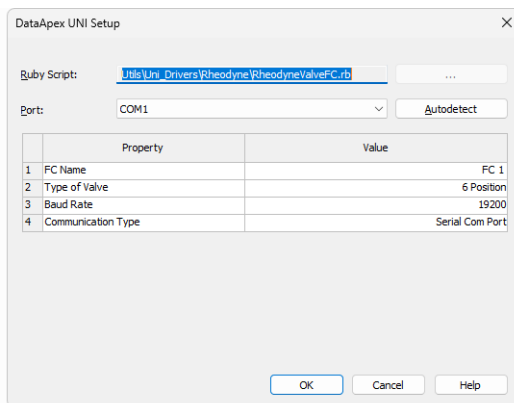 DataApex UNI Setup
Ruby Script: Utils\Uni_Drivers\Rheodyne\RheodyneValveFC.rb ...
Port: COM1 Autodetect
Property Value
1 FC Name FC 1
2 Type of Valve 6 Position
3 Baud Rate 19200
4 Communication Type Serial Com Port
OK Cancel Help